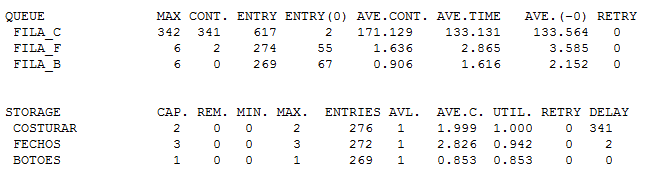 QUEUE MAX CONT. ENTRY ENTRY(0) AVE.CONT. AVE.TIME AVE.(-0) RETRY
FILA_C 342 341 617 2 171.129 133.131 133.564 0
FILA_F 6 2 274 55 1.636 2.865 3.585 0
FILA_B 6 0 269 67 0.906 1.616 2.152 0
STORAGE CAP. REM. MIN. MAX. ENTRIES AVL. AVE.C. UTIL. RETRY DELAY
COSTURAR 2 0 0 2 276 1 1.999 1.000 0 341
FECHOS 3 0 0 3 272 1 2.826 0.942 0 2
BOTOES 1 0 0 1 269 1 0.853 0.853 0 0